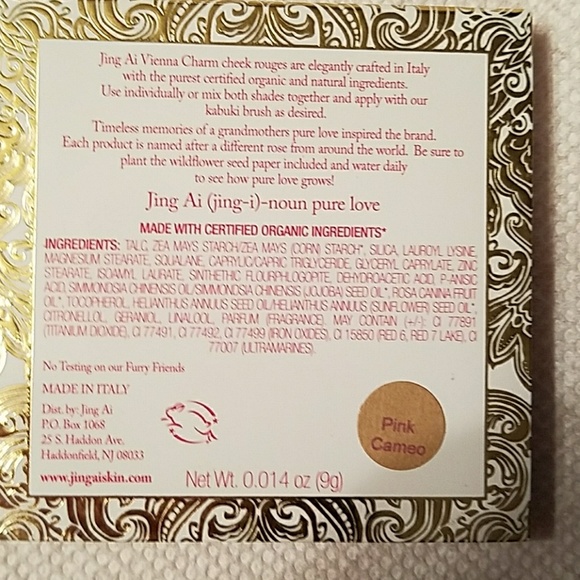 Jing Ai Vienna Charm cheek rouges are elegantly crafted in Italy
with the purest certified organic and natural ingredients.
Use individually or mix both shades together and apply with our
kabuki brush as desired.
Timeless memories of a grandmothers pure love inspired the brand.
Each product is named after a different rose from around the world. Be sure to
plant the wildflower seed paper included and water daily
to see how pure love grows!
Jing Ai (jing-i)-noun pure love
MADE WITH CERTIFIED ORGANIC INGREDIENTS*
INGREDIENTS: TALC, ZEA MAYS STARCH/ZEA MAYS (CORN) STARCH*, SILICA, LAUROYL LYSINE,
MAGNESIUM STEARATE, SQUALANE, CAPRYLIC/CAPRIC TRIGLYCERIDE, GLYCERYL CAPRYLATE, ZINC
STEARATE, ISOAMYL LAURATE, SINTHETHIC FLOURPHLOGOPITE, DEHYDROACETIC ACID, P-ANISIC
ACID, SIMMONDSIA CHINENSIS OIL/SIMMONDSIA CHINENSIS (JOJOBA) SEED OIL*, ROSA CANINA FRUIT
OIL*, TOCOPHEROL, HELIANTHUS ANNUUS SEED OIL/HELIANTHUS ANNUUS (SUNFLOWER) SEED OIL*,
CITRONELLOL, GERANIOL, LINALOOL, PARFUM (FRAGRANCE). MAY CONTAIN (+/-): CI 77891
(TITANIUM DIOXIDE), CI 77491, CI 77492, CI 77499 (IRON OXIDES), CI 15850 (RED 6, RED 7 LAKE), CI
77007 (ULTRAMARINES).
No Testing on our Furry Friends
MADE IN ITALY
Dist. by: Jing Ai
P.O. Box 1068
25 S. Haddon Ave.
Haddonfield, NJ 08033
www.jingaiskin.com
Net Wt. 0.014 oz (9g)
Pink
Cameo